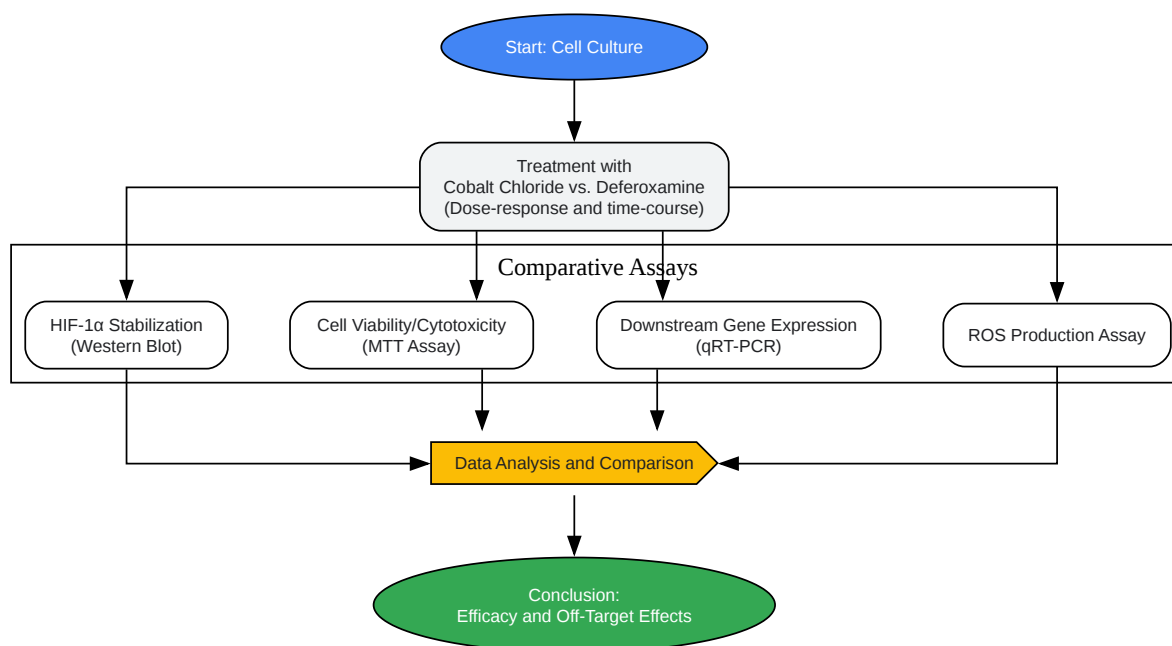 Start: Cell Culture
Treatment with
Cobalt Chloride vs. Deferoxamine
(Dose-response and time-course)
Comparative Assays
HIF-1α Stabilization
(Western Blot)
Cell Viability/Cytotoxicity
(MTT Assay)
Downstream Gene Expression
(qRT-PCR)
ROS Production Assay
Data Analysis and Comparison
Conclusion:
Efficacy and Off-Target Effects